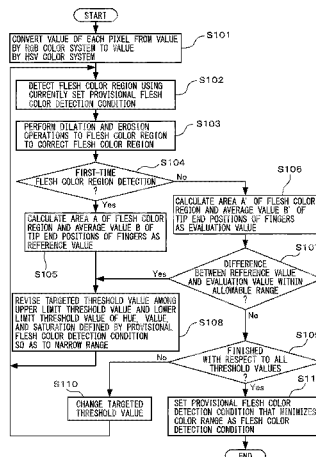 START
CONVERT VALUE OF EACH PIXEL FROM VALUE
BY RGB COLOR SYSTEM TO VALUE
BY HSV COLOR SYSTEM
S101
DETECT FLESH COLOR REGION USING
CURRENTLY SET PROVISIONAL FLESH
COLOR DETECTION CONDITION
S102
PERFORM DILATION AND EROSION
OPERATIONS TO FLESH COLOR REGION
TO CORRECT FLESH COLOR REGION
S103
FIRST-TIME
FLESH COLOR REGION DETECTION
?
S104
No
Yes
CALCULATE AREA A OF FLESH COLOR
REGION AND AVERAGE VALUE B OF
TIP END POSITIONS OF FINGERS AS
REFERENCE VALUE
S105
S106
CALCULATE AREA A' OF FLESH COLOR
REGION AND AVERAGE VALUE B' OF
TIP END POSITIONS OF FINGERS
AS EVALUATION VALUE
S107
DIFFERENCE
BETWEEN REFERENCE VALUE
AND EVALUATION VALUE WITHIN
ALLOWABLE RANGE
?
Yes
No
REVISE TARGETED THRESHOLD VALUE AMONG
UPPER LIMIT THRESHOLD VALUE AND LOWER
LIMIT THRESHOLD VALUE OF HUE, VALUE,
AND SATURATION DEFINED BY PROVISIONAL
FLESH COLOR DETECTION CONDITION
SO AS TO NARROW RANGE
S108
FINISHED
WITH RESPECT TO ALL
THRESHOLD VALUES
?
No
Yes
S110
CHANGE TARGETED
THRESHOLD VALUE
SET PROVISIONAL FLESH COLOR
DETECTION CONDITION THAT MINIMIZES
COLOR RANGE AS FLESH COLOR
DETECTION CONDITION
END